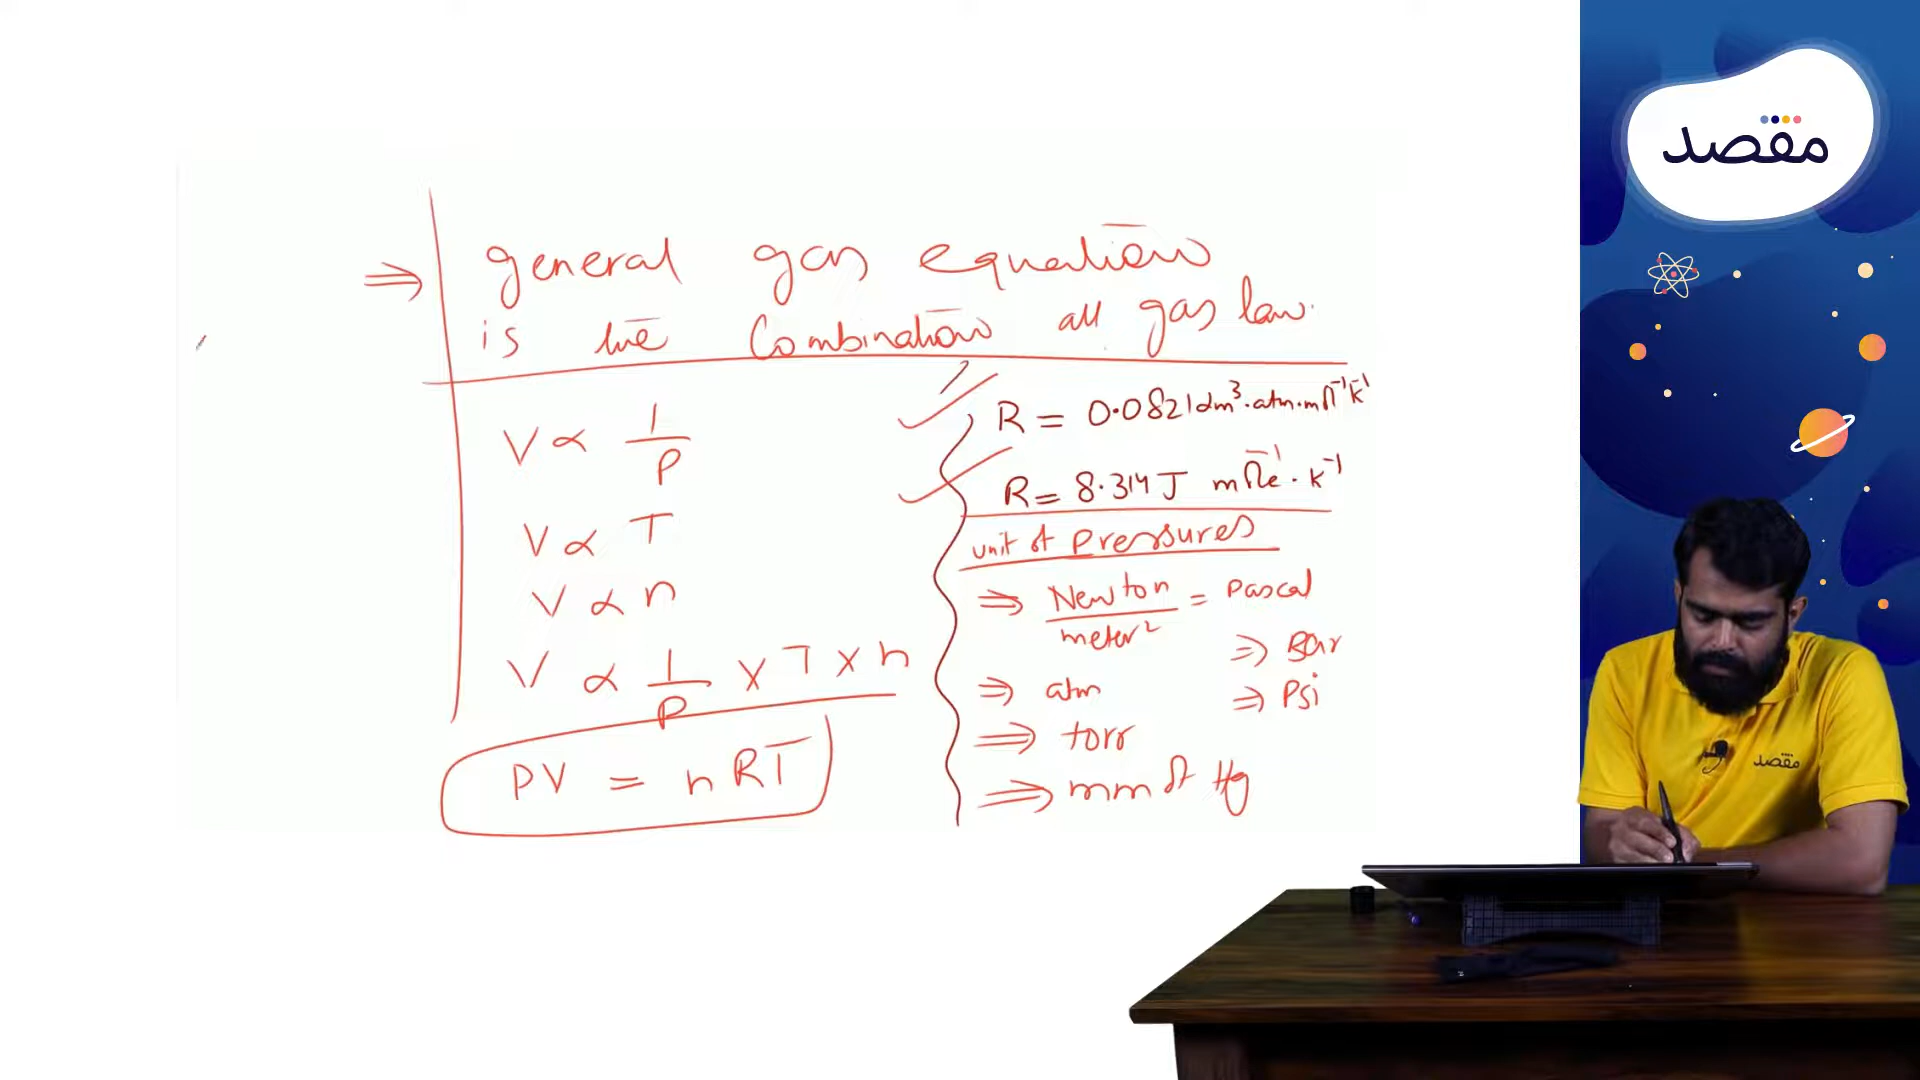 ⇒ general gas equation
is the Combination all gas law.
V ∝ 1/P
V ∝ T
V ∝ n
V ∝ 1/P × T × n
PV = nRT
R = 0.0821 dm³.atm.mol⁻¹ K⁻¹
R = 8.314 J mole⁻¹. K⁻¹
unit of Pressures
⇒ Newton/meter² = Pascal
⇒ Bar
⇒ atm
⇒ Psi
⇒ torr
⇒ mm of Hg
مقصد
مقصد